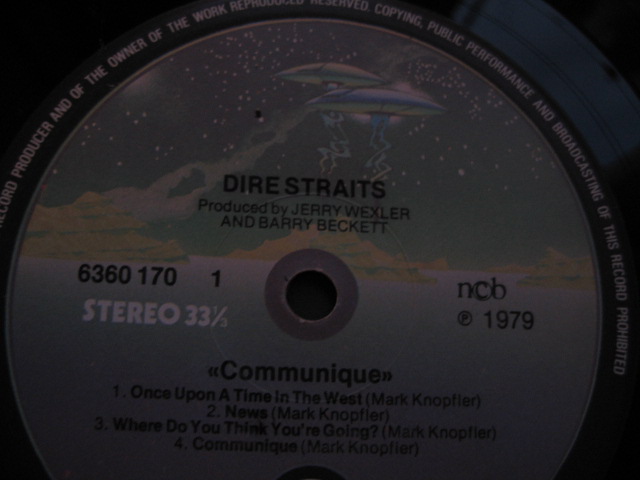 RECORD PRODUCER AND OF THE OWNER OF THE WORK REPRODUCED RESERVED. COPYING, PUBLIC PERFORMANCE AND BROADCASTING OF THIS RECORD PROHIBITED
DIRE STRAITS
Produced by JERRY WEXLER
AND BARRY BECKETT
6360 170 1
ncb
STEREO 33⅓
℗ 1979
«Communique»
1. Once Upon A Time In The West (Mark Knopfler)
2. News (Mark Knopfler)
3. Where Do You Think You're Going? (Mark Knopfler)
4. Communique (Mark Knopfler)